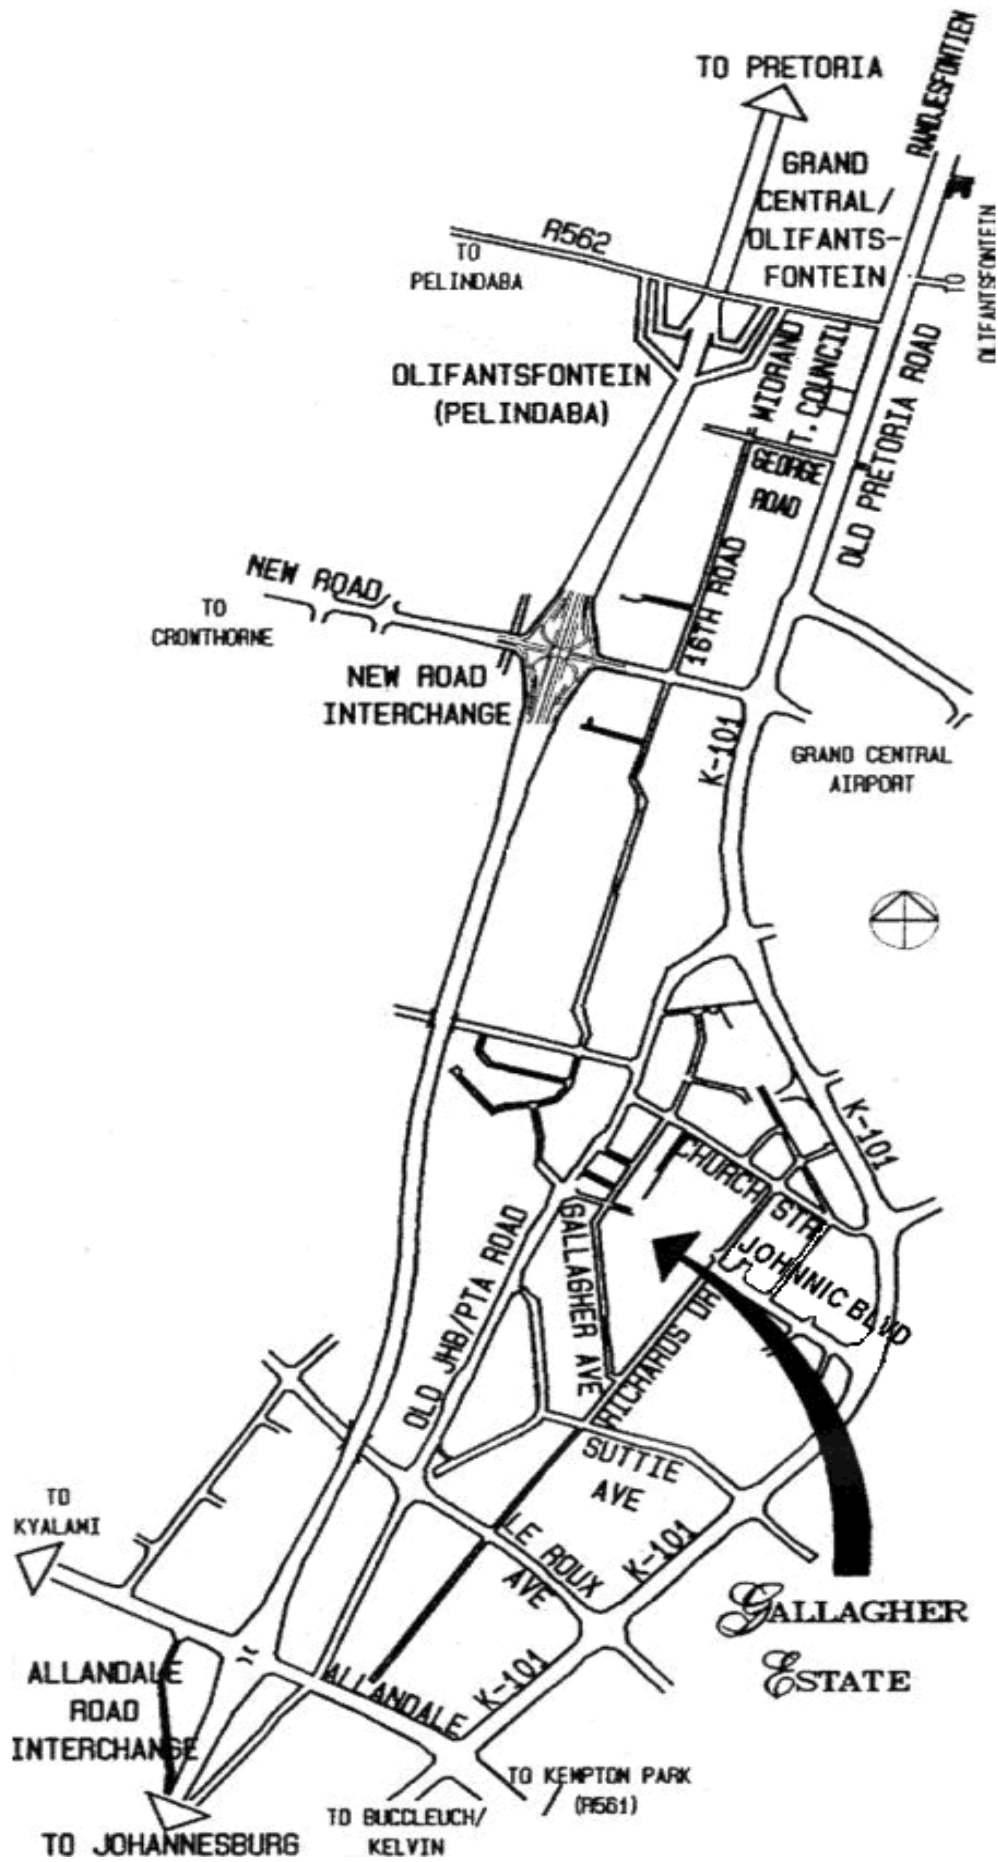 RANDJESFONTIEN
TO PRETORIA
GRAND
CENTRAL/
OLIFANTS-
FONTEIN
R562
TO
PELINDABA
TO
OLIFANTSFONTEIN
OLIFANTSFONTEIN
(PELINDABA)
MIDRAND
T. COUNCIL
OLD PRETORIA ROAD
GEORGE
ROAD
16TH ROAD
NEW ROAD
TO
CROWTHORNE
NEW ROAD
INTERCHANGE
K-101
GRAND CENTRAL
AIRPORT
K-101
CHURCH STR
JOHNNIC BLVD
GALLAGHER AVE
OLD JHB/PTA ROAD
RICHARDS DR
SUTTIE
AVE
LE ROUX
AVE
K-101
TO
KYALAMI
GALLAGHER
ESTATE
ALLANDALE
ROAD
INTERCHANGE
ALLANDALE
K-101
TO KEMPTON PARK
(R561)
TO BUCCLEUCH/
KELVIN
TO JOHANNESBURG